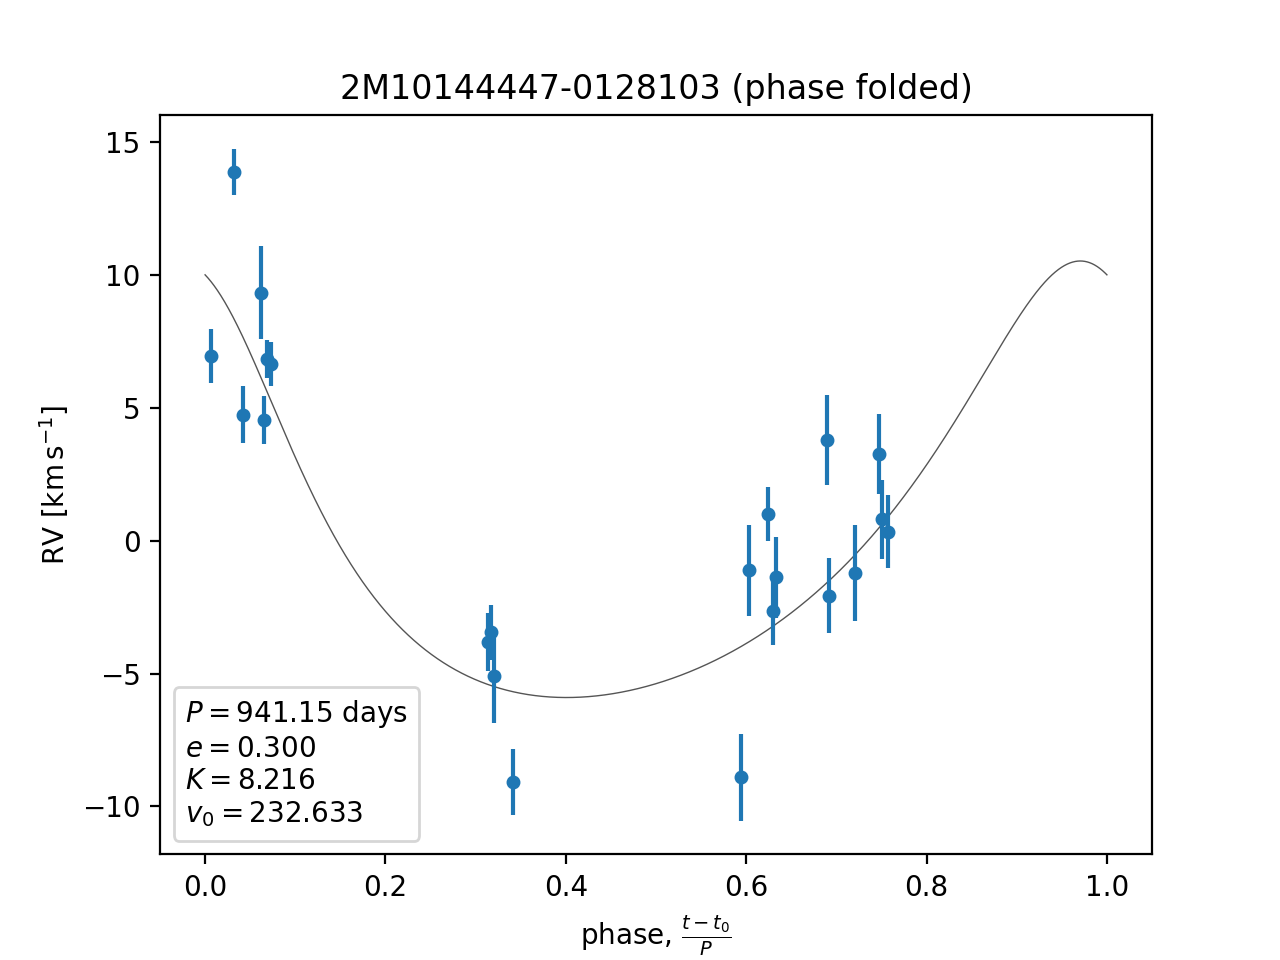 2M10144447-0128103 (phase folded)
RV [km s⁻¹]
15
10
5
0
−5
−10
P = 941.15 days
e = 0.300
K = 8.216
v₀ = 232.633
0.0 0.2 0.4 0.6 0.8 1.0
phase, (t − t₀)/P